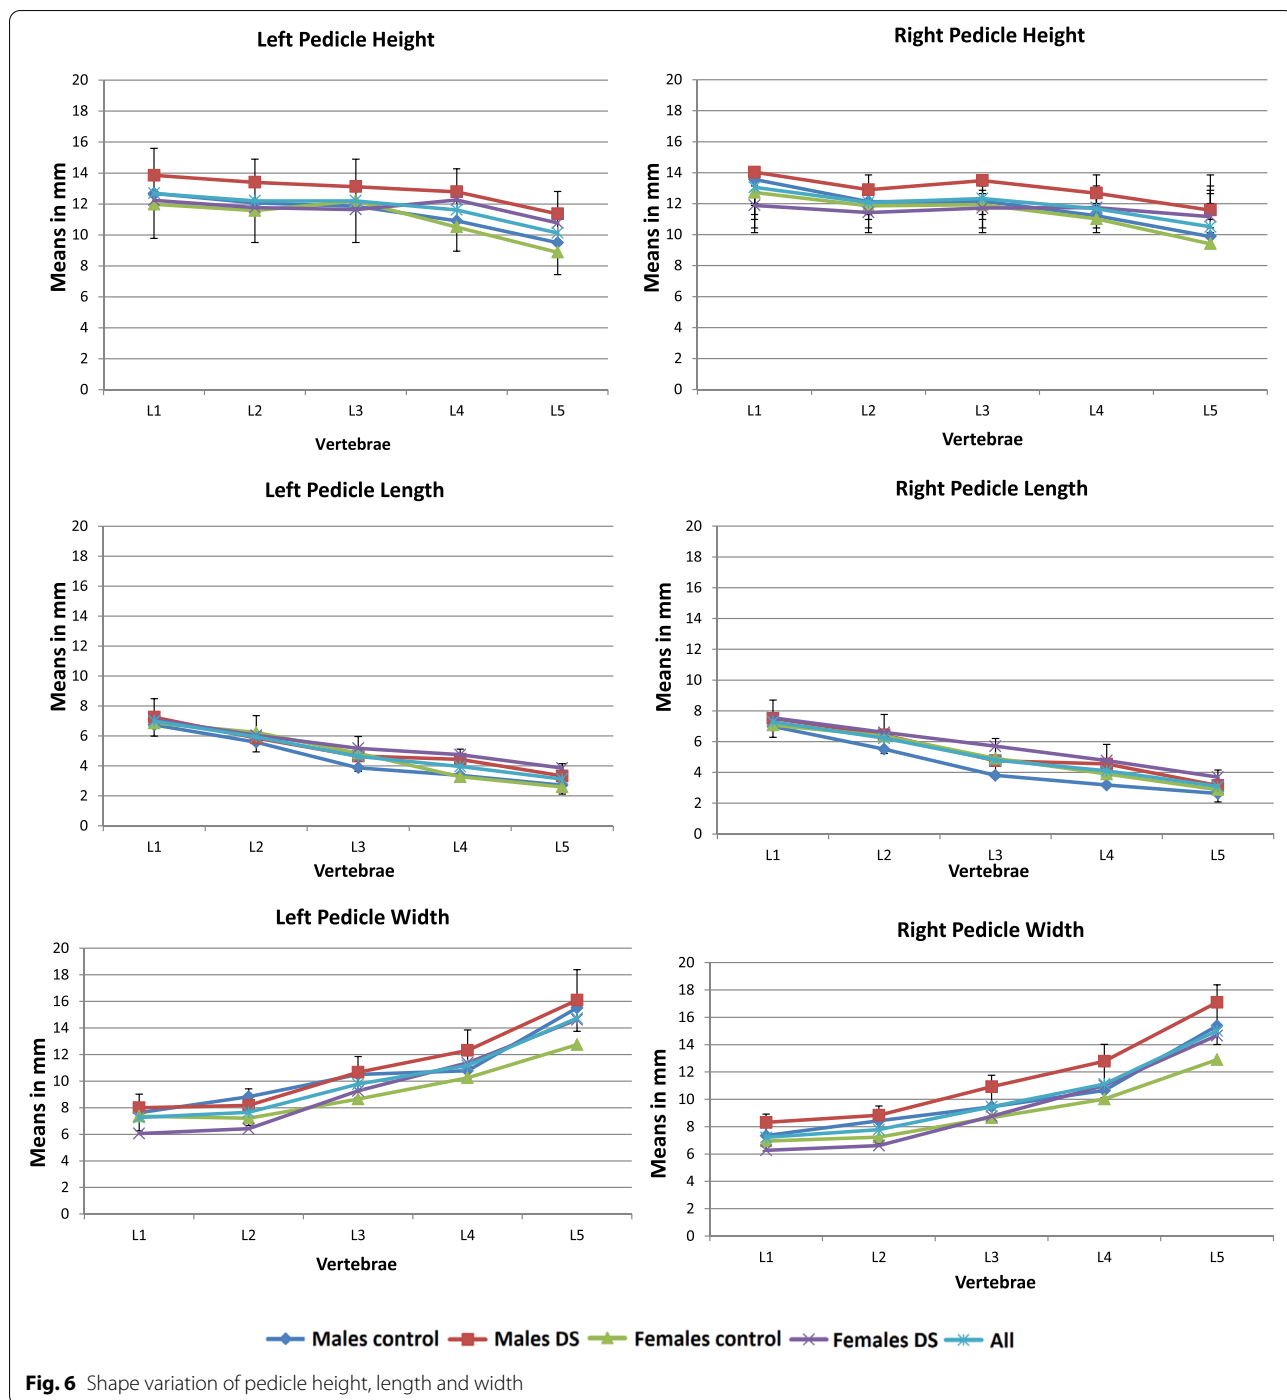 Left Pedicle Height
Means in mm
20
18
16
14
12
10
8
6
4
2
0
L1 L2 L3 L4 L5
Vertebrae
Right Pedicle Height
Means in mm
20
18
16
14
12
10
8
6
4
2
0
L1 L2 L3 L4 L5
Vertebrae
Left Pedicle Length
Means in mm
20
18
16
14
12
10
8
6
4
2
0
L1 L2 L3 L4 L5
Vertebrae
Right Pedicle Length
Means in mm
20
18
16
14
12
10
8
6
4
2
0
L1 L2 L3 L4 L5
Vertebrae
Left Pedicle Width
Means in mm
20
18
16
14
12
10
8
6
4
2
0
L1 L2 L3 L4 L5
Vertebrae
Right Pedicle Width
Means in mm
20
18
16
14
12
10
8
6
4
2
0
L1 L2 L3 L4 L5
Vertebrae
Males control Males DS Females control Females DS All
Fig. 6 Shape variation of pedicle height, length and width